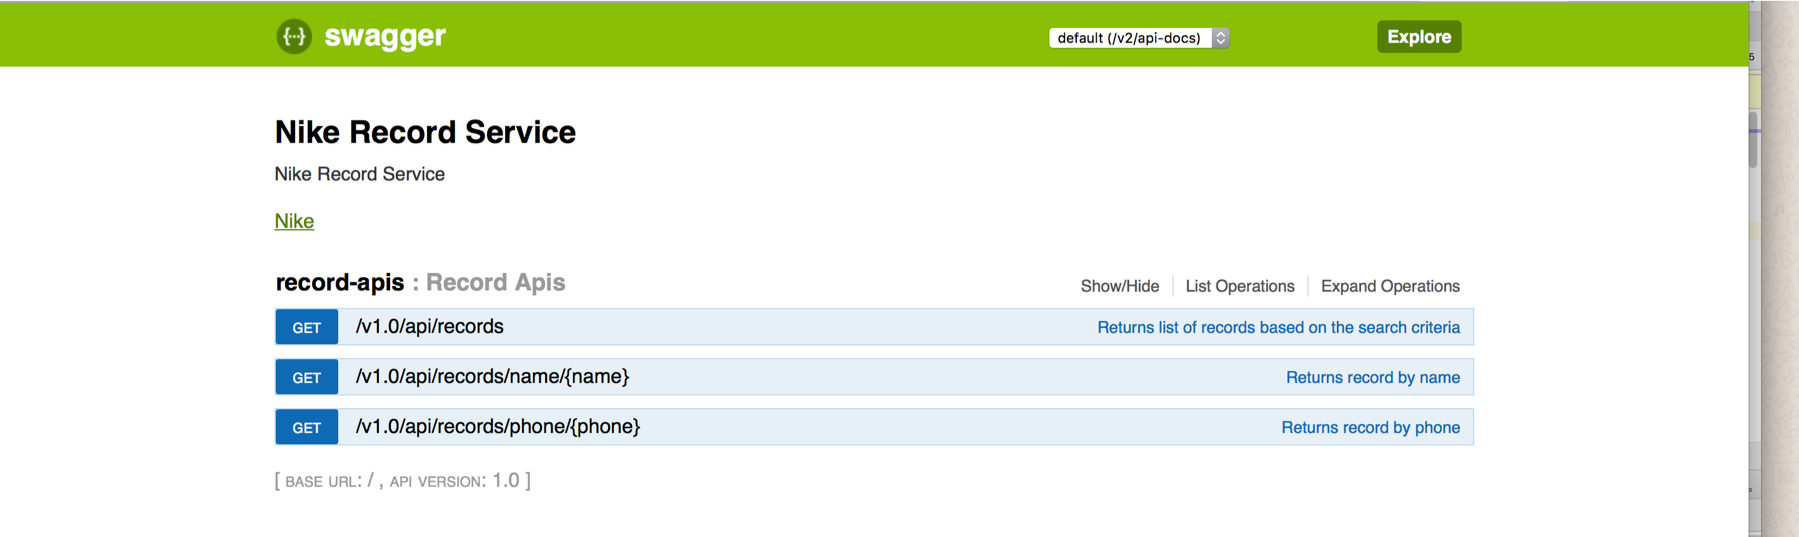 {···} swagger default (/v2/api-docs) Explore
5
Nike Record Service
Nike Record Service
Nike
record-apis : Record Apis Show/Hide List Operations Expand Operations
GET /v1.0/api/records Returns list of records based on the search criteria
GET /v1.0/api/records/name/{name} Returns record by name
GET /v1.0/api/records/phone/{phone} Returns record by phone
[ BASE URL: / , API VERSION: 1.0 ]